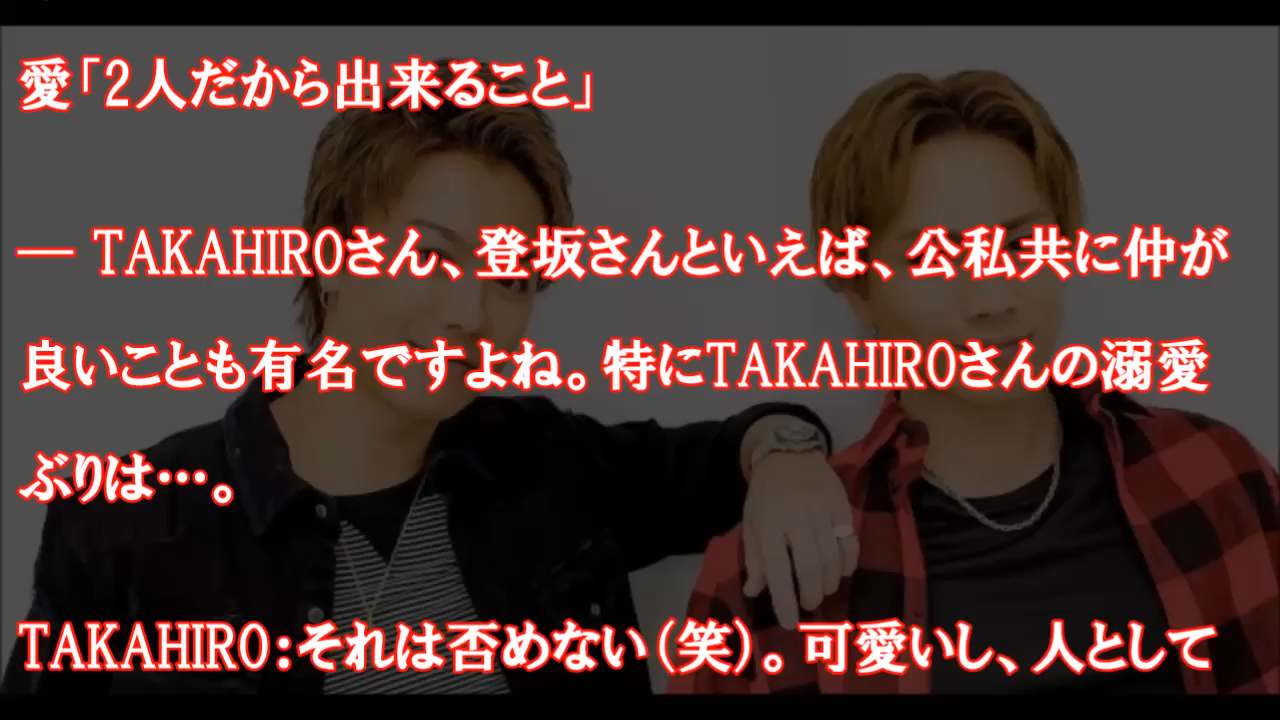 愛「2人だから出来ること」
― TAKAHIROさん、登坂さんといえば、公私共に仲が
良いことも有名ですよね。特にTAKAHIROさんの溺愛
ぶりは…。
TAKAHIRO:それは否めない(笑)。可愛いし、人として